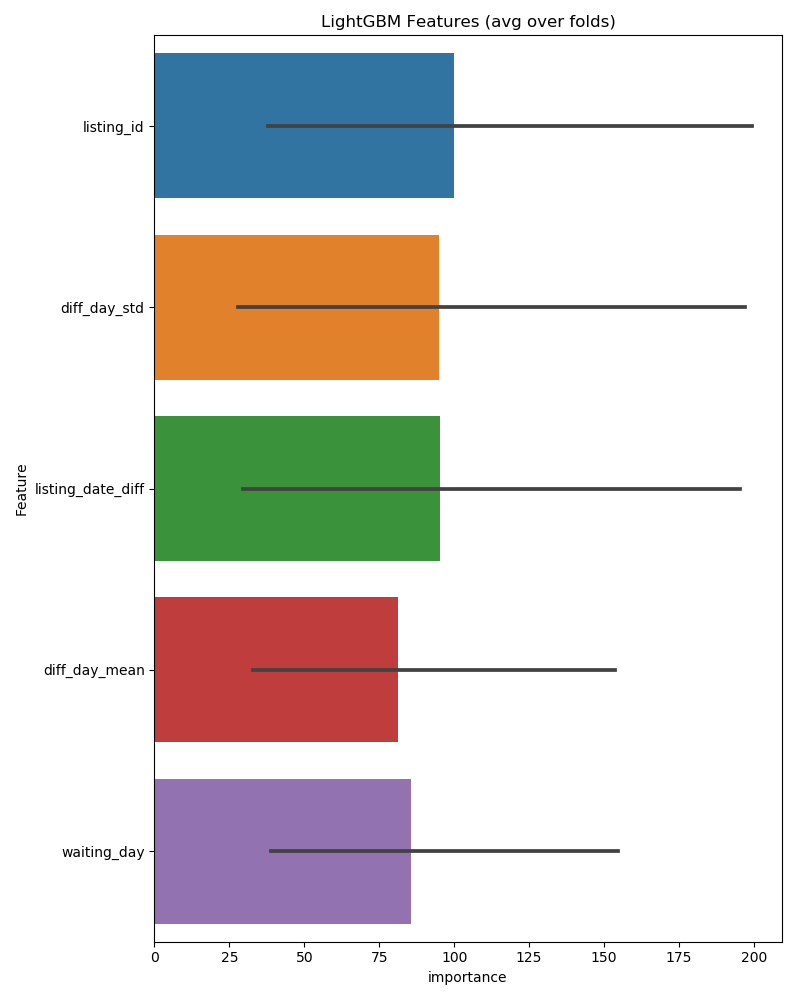 LightGBM Features (avg over folds)
listing_id
diff_day_std
listing_date_diff
diff_day_mean
waiting_day
Feature
0 25 50 75 100 125 150 175 200
importance